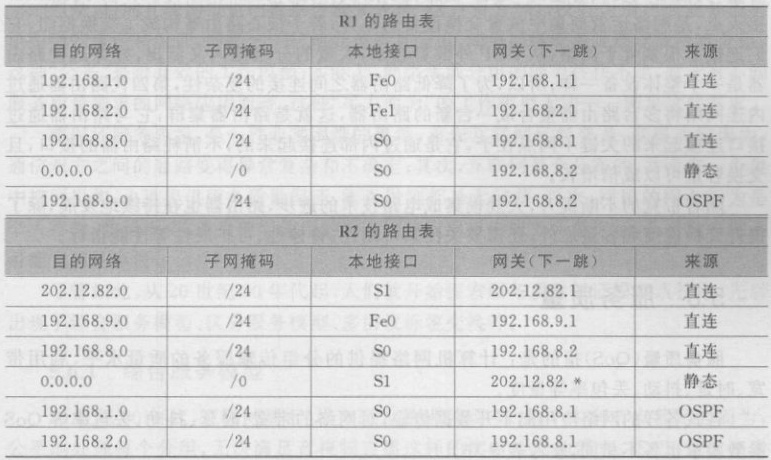 R1 的路由表
目的网络 子网掩码 本地接口 网关(下一跳) 来源
192.168.1.0 /24 Fe0 192.168.1.1 直连
192.168.2.0 /24 Fe1 192.168.2.1 直连
192.168.8.0 /24 S0 192.168.8.1 直连
0.0.0.0 /0 S0 192.168.8.2 静态
192.168.9.0 /24 S0 192.168.8.2 OSPF
R2 的路由表
目的网络 子网掩码 本地接口 网关(下一跳) 来源
202.12.82.0 /24 S1 202.12.82.1 直连
192.168.9.0 /24 Fe0 192.168.9.1 直连
192.168.8.0 /24 S0 192.168.8.2 直连
0.0.0.0 /0 S1 202.12.82.* 静态
192.168.1.0 /24 S0 192.168.8.1 OSPF
192.168.2.0 /24 S0 192.168.8.1 OSPF